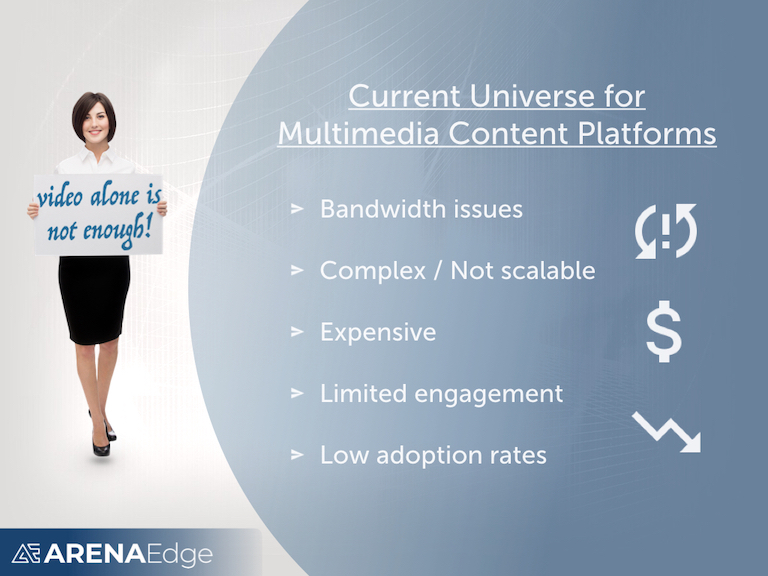 Current Universe for
Multimedia Content Platforms
video alone is
not enough!
Bandwidth issues
Complex / Not scalable
Expensive
Limited engagement
Low adoption rates
$
ARENAEdge